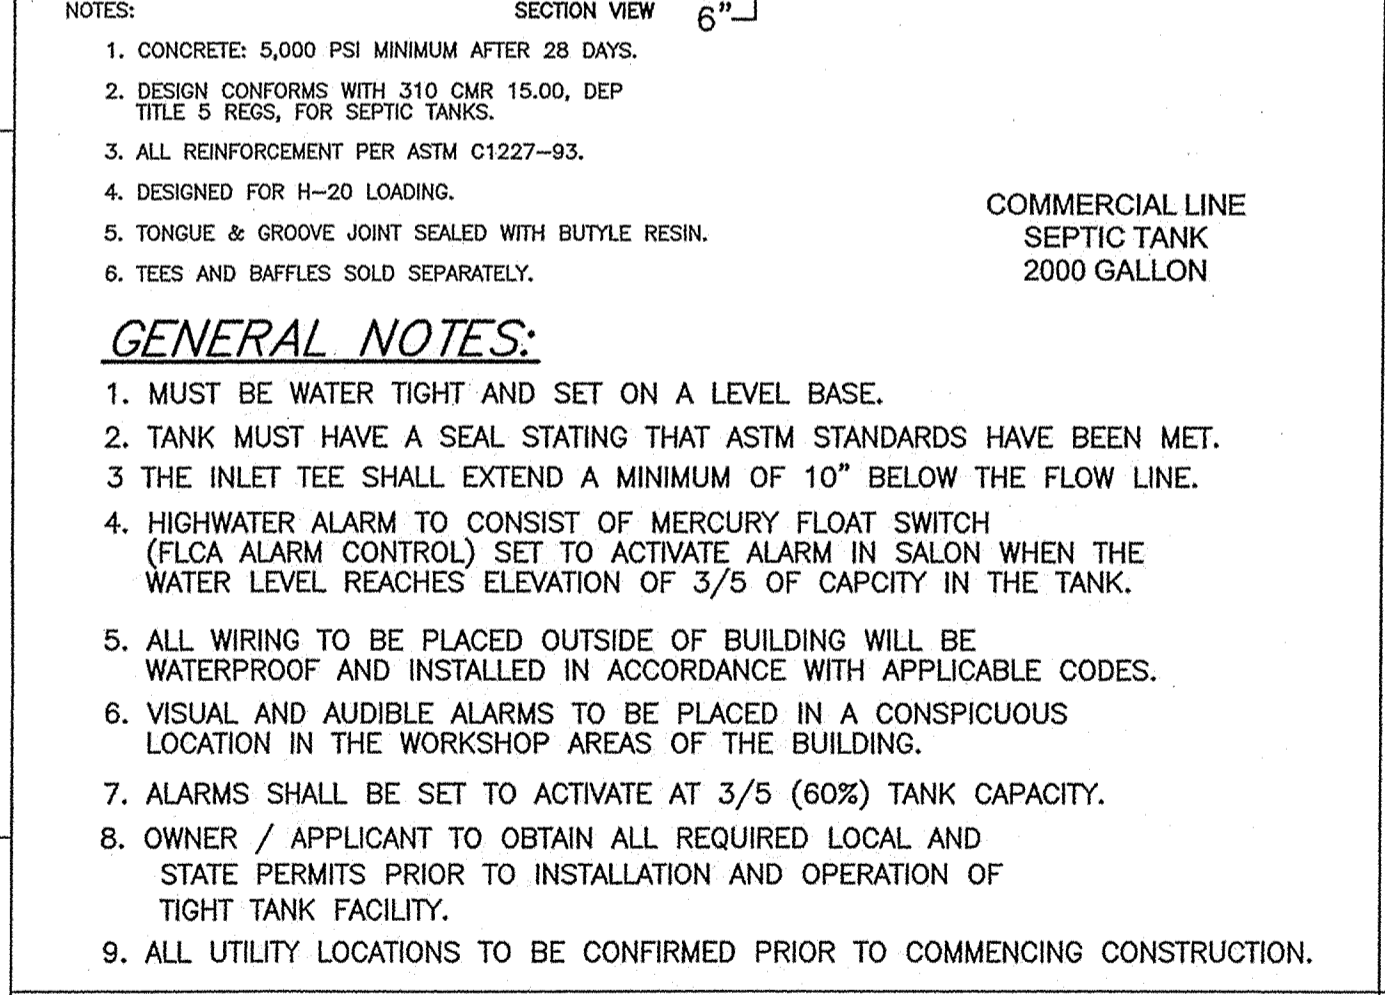 NOTES:
SECTION VIEW
6"
1. CONCRETE: 5,000 PSI MINIMUM AFTER 28 DAYS.
2. DESIGN CONFORMS WITH 310 CMR 15.00, DEP
TITLE 5 REGS, FOR SEPTIC TANKS.
3. ALL REINFORCEMENT PER ASTM C1227-93.
4. DESIGNED FOR H-20 LOADING.
5. TONGUE & GROOVE JOINT SEALED WITH BUTYLE RESIN.
6. TEES AND BAFFLES SOLD SEPARATELY.
COMMERCIAL LINE
SEPTIC TANK
2000 GALLON
GENERAL NOTES:
1. MUST BE WATER TIGHT AND SET ON A LEVEL BASE.
2. TANK MUST HAVE A SEAL STATING THAT ASTM STANDARDS HAVE BEEN MET.
3 THE INLET TEE SHALL EXTEND A MINIMUM OF 10" BELOW THE FLOW LINE.
4. HIGHWATER ALARM TO CONSIST OF MERCURY FLOAT SWITCH
(FLCA ALARM CONTROL) SET TO ACTIVATE ALARM IN SALON WHEN THE
WATER LEVEL REACHES ELEVATION OF 3/5 OF CAPCITY IN THE TANK.
5. ALL WIRING TO BE PLACED OUTSIDE OF BUILDING WILL BE
WATERPROOF AND INSTALLED IN ACCORDANCE WITH APPLICABLE CODES.
6. VISUAL AND AUDIBLE ALARMS TO BE PLACED IN A CONSPICUOUS
LOCATION IN THE WORKSHOP AREAS OF THE BUILDING.
7. ALARMS SHALL BE SET TO ACTIVATE AT 3/5 (60%) TANK CAPACITY.
8. OWNER / APPLICANT TO OBTAIN ALL REQUIRED LOCAL AND
STATE PERMITS PRIOR TO INSTALLATION AND OPERATION OF
TIGHT TANK FACILITY.
9. ALL UTILITY LOCATIONS TO BE CONFIRMED PRIOR TO COMMENCING CONSTRUCTION.